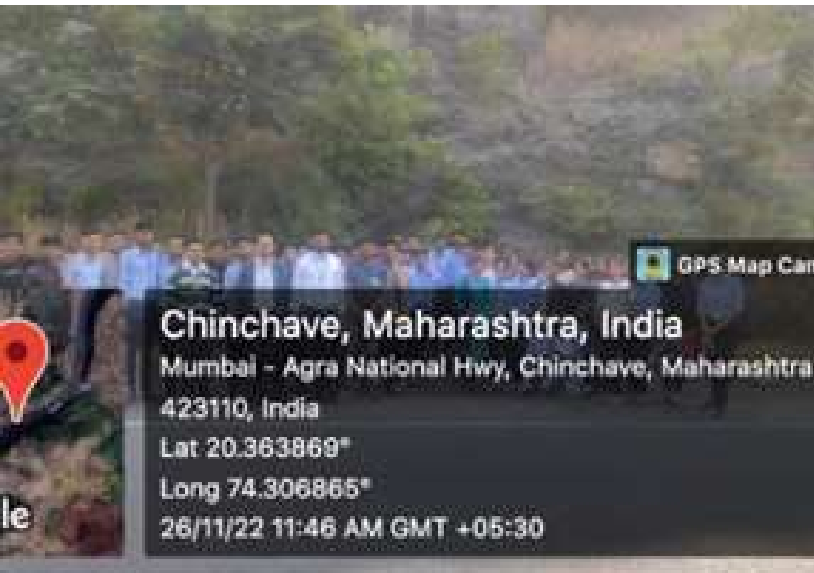 GPS Map Cam
Chinchave, Maharashtra, India
Mumbai - Agra National Hwy, Chinchave, Maharashtra
423110, India
Lat 20.363869°
Long 74.306865°
26/11/22 11:46 AM GMT +05:30
le